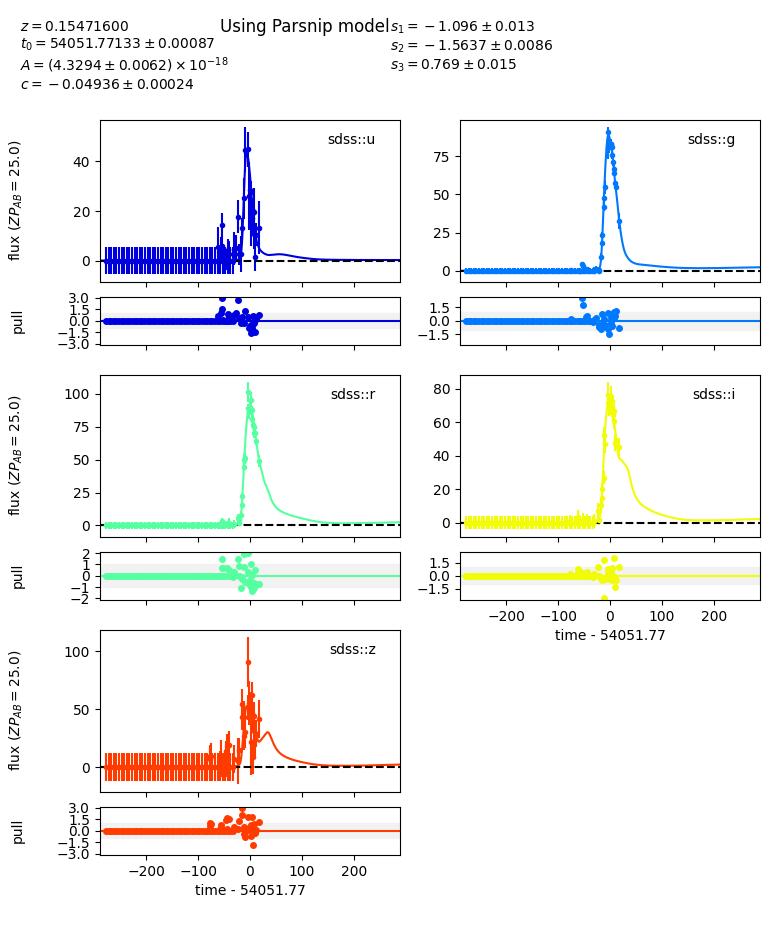 Using Parsnip model
z = 0.15471600
t₀ = 54051.77133 ± 0.00087
A = (4.3294 ± 0.0062) × 10⁻¹⁸
c = −0.04936 ± 0.00024
s₁ = −1.096 ± 0.013
s₂ = −1.5637 ± 0.0086
s₃ = 0.769 ± 0.015
flux (ZP_AB = 25.0)
40
20
0
sdss::u
pull
3.0
1.5
0.0
−1.5
−3.0
75
50
25
0
sdss::g
1.5
0.0
−1.5
flux (ZP_AB = 25.0)
100
75
50
25
0
sdss::r
pull
2
1
0
−1
−2
80
60
40
20
0
sdss::i
1.5
0.0
−1.5
−200 −100 0 100 200
time - 54051.77
flux (ZP_AB = 25.0)
100
50
0
sdss::z
pull
3.0
1.5
0.0
−1.5
−3.0
−200 −100 0 100 200
time - 54051.77